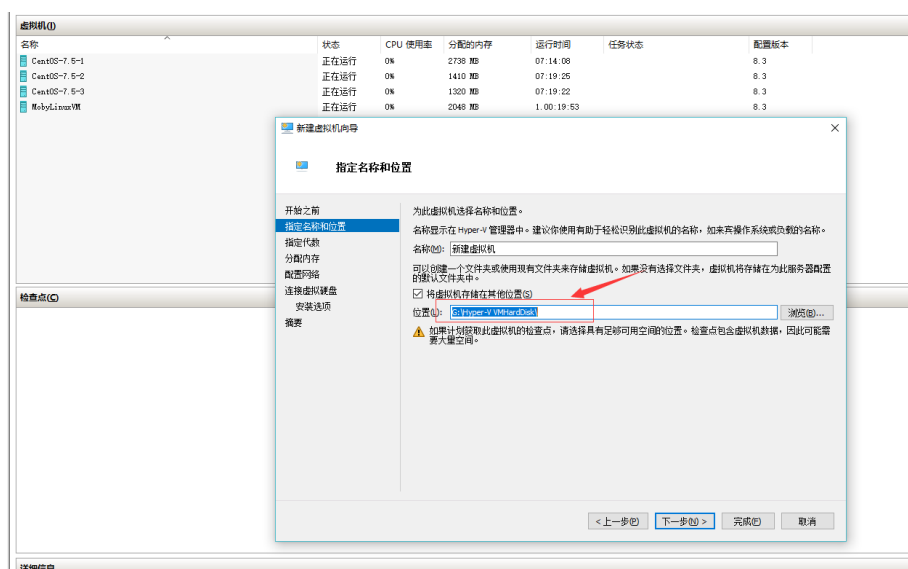 虚拟机(I)
名称 状态 CPU 使用率 分配的内存 运行时间 任务状态 配置版本
CentOS-7.5-1 正在运行 0% 2738 MB 07:14:08 8.3
CentOS-7.5-2 正在运行 0% 1410 MB 07:19:25 8.3
CentOS-7.5-3 正在运行 0% 1320 MB 07:19:22 8.3
MobyLinuxVM 正在运行 0% 2048 MB 1.00:19:53 8.3
新建虚拟机向导
指定名称和位置
开始之前
指定名称和位置
指定代数
分配内存
配置网络
连接虚拟硬盘
安装选项
摘要
为此虚拟机选择名称和位置。
名称显示在 Hyper-V 管理器中。建议你使用有助于轻松识别此虚拟机的名称，如来宾操作系统或负载的名称。
名称(M): 新建虚拟机
可以创建一个文件夹或使用现有文件夹来存储虚拟机。如果没有选择文件夹，虚拟机将存储在为此服务器配置
的默认文件夹中。
将虚拟机存储在其他位置(S)
位置(L): G:\Hyper-V VMHardDisk\ 浏览(B)...
如果计划获取此虚拟机的检查点，请选择具有足够可用空间的位置。检查点包含虚拟机数据，因此可能需
要大量空间。
< 上一步(P) 下一步(N) > 完成(F) 取消
检查点(C)
详细信息